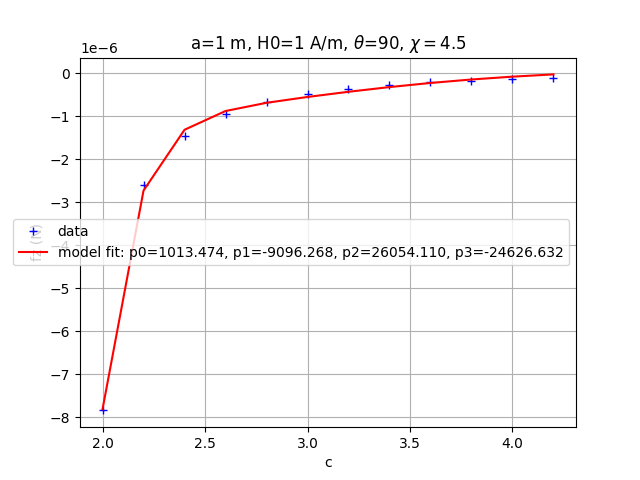 a=1 m, H0=1 A/m, θ=90, χ = 4.5
1e−6
0
−1
−2
−3
−4
−5
−6
−7
−8
data
model fit: p0=1013.474, p1=-9096.268, p2=26054.110, p3=-24626.632
2.0 2.5 3.0 3.5 4.0
c